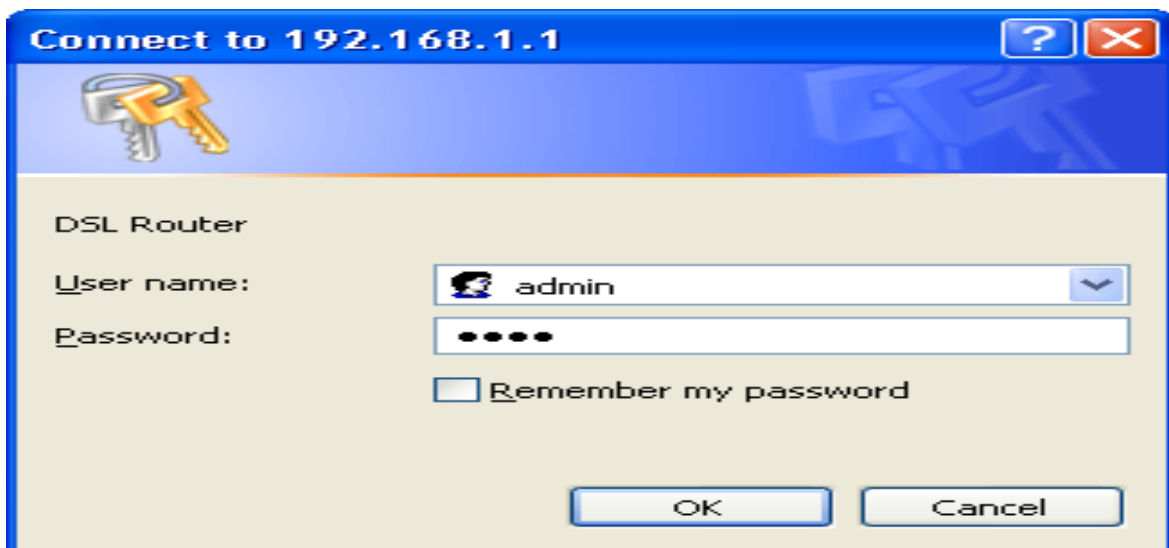 Connect to 192.168.1.1
?
DSL Router
User name: admin
Password: ●●●●
Remember my password
OK Cancel